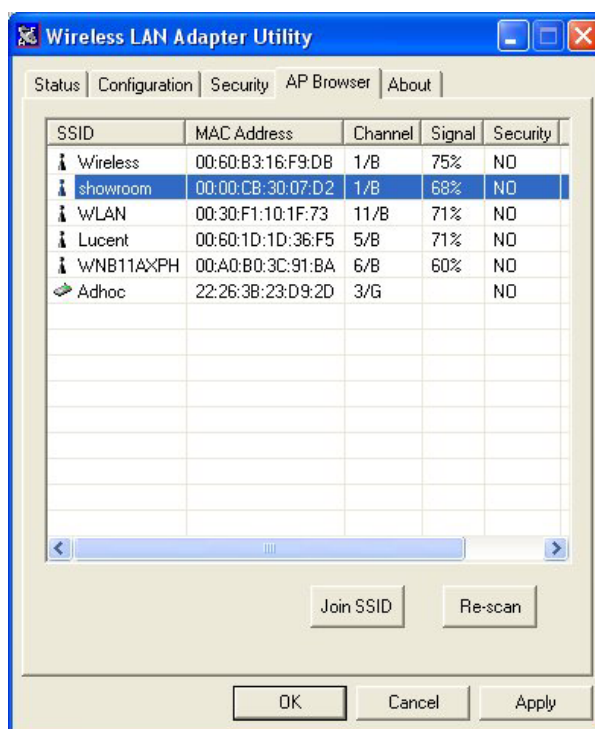 Wireless LAN Adapter Utility
Status Configuration Security AP Browser About
SSID MAC Address Channel Signal Security
Wireless 00:60:B3:16:F9:DB 1/B 75% NO
showroom 00:00:CB:30:07:D2 1/B 68% NO
WLAN 00:30:F1:10:1F:73 11/B 71% NO
Lucent 00:60:1D:1D:36:F5 5/B 71% NO
WNB11AXPH 00:A0:B0:3C:91:BA 6/B 60% NO
Adhoc 22:26:3B:23:D9:2D 3/G NO
Join SSID Re-scan
OK Cancel Apply